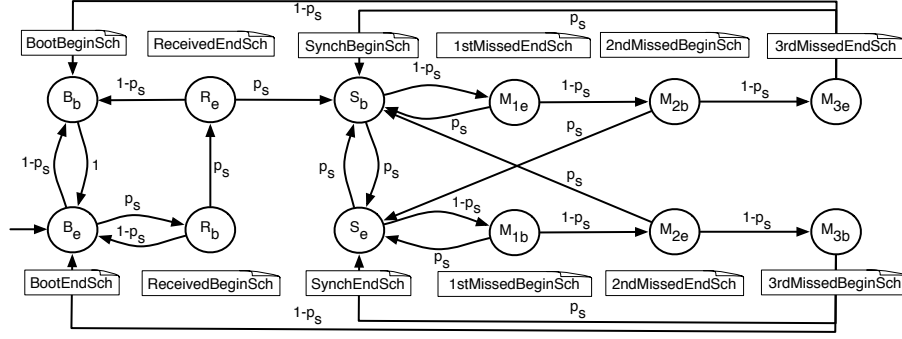 1-pS
pS
BootBeginSch
ReceivedEndSch
SynchBeginSch
1stMissedEndSch
2ndMissedBeginSch
3rdMissedEndSch
1-pS
Bb
1-pS
Re
pS
Sb
M1e
1-pS
M2b
1-pS
M3e
pS
pS
1-pS
1
pS
pS
pS
pS
pS
1-pS
1-pS
1-pS
Be
1-pS
Rb
Se
M1b
M2e
M3b
pS
BootEndSch
ReceivedBeginSch
SynchEndSch
1stMissedBeginSch
2ndMissedEndSch
3rdMissedBeginSch
pS
1-pS